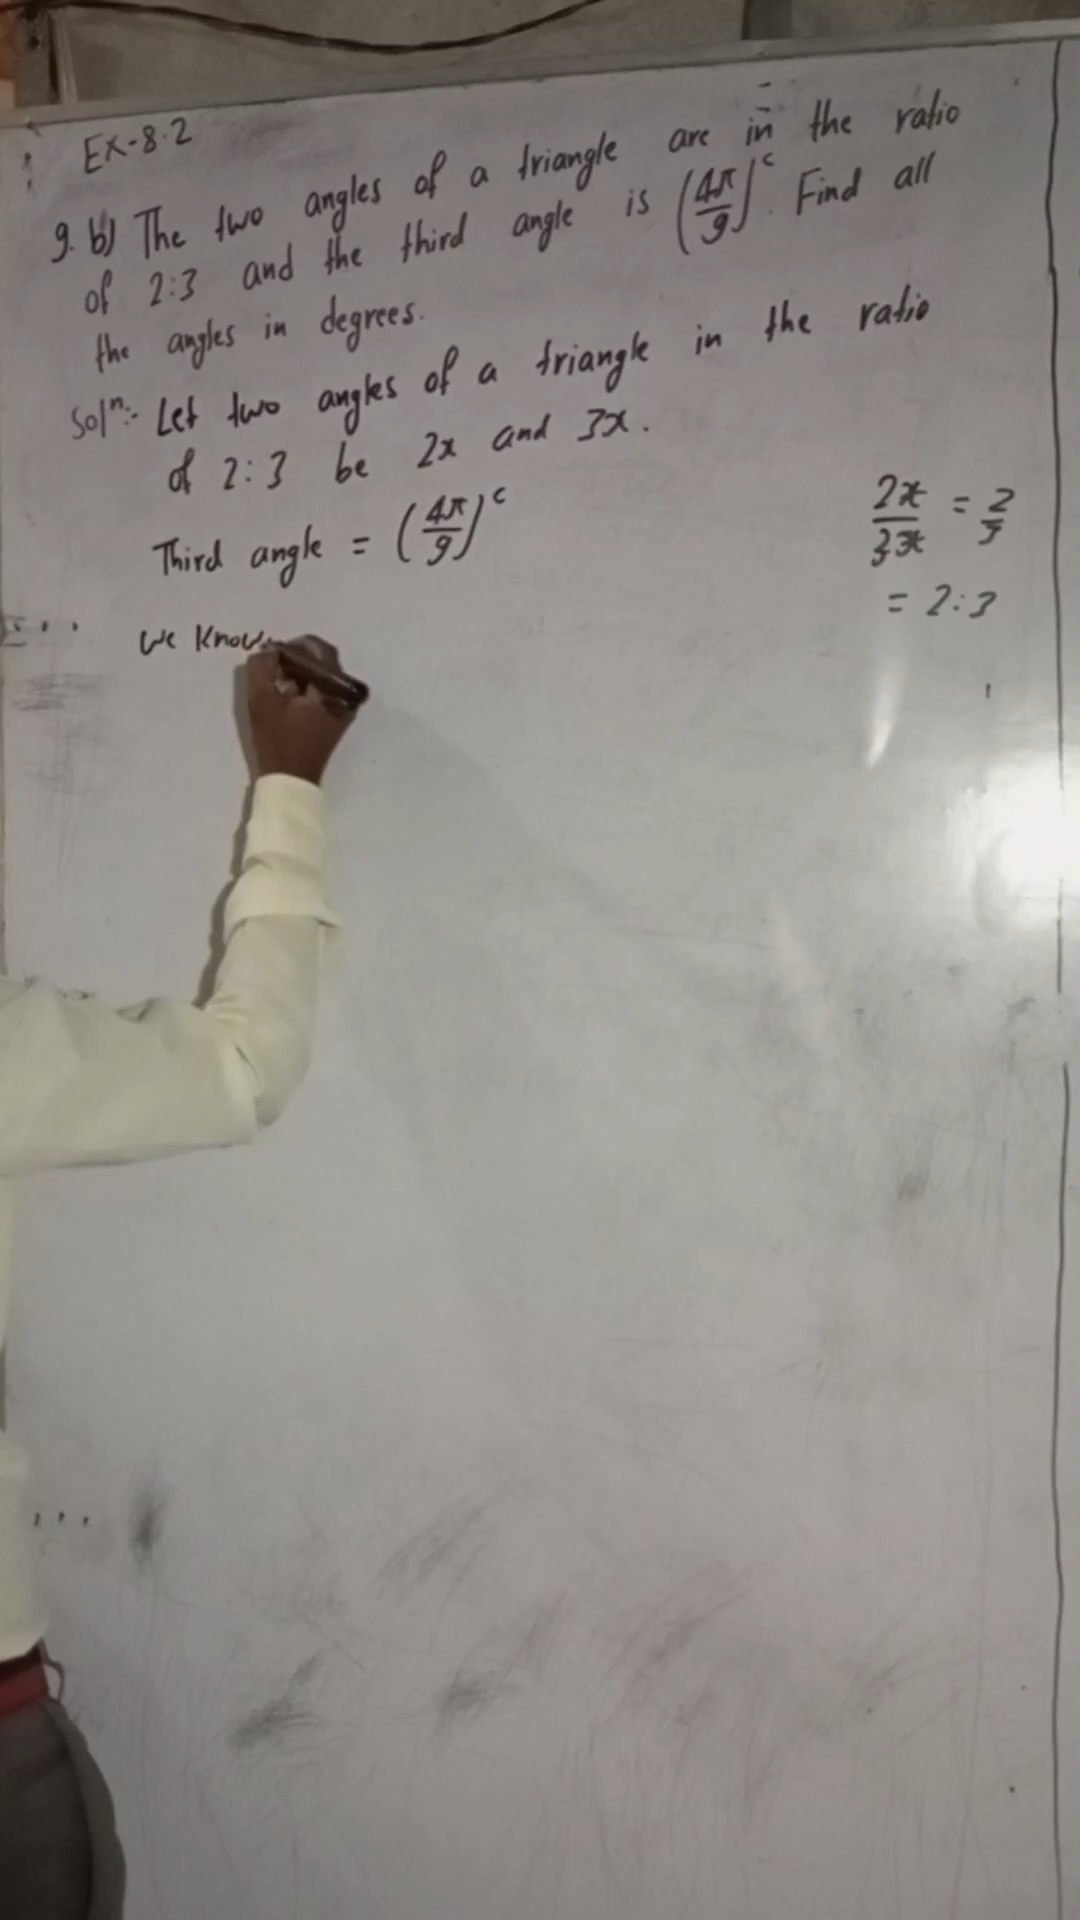 Ex-8.2
9. b) The two angles of a triangle are in the ratio
of 2:3 and the third angle is (4π/9)ᶜ. Find all
the angles in degrees.
Solⁿ:- Let two angles of a triangle in the ratio
of 2:3 be 2x and 3x.
Third angle = (4π/9)ᶜ
We know
2x/3x = 2/3
= 2:3